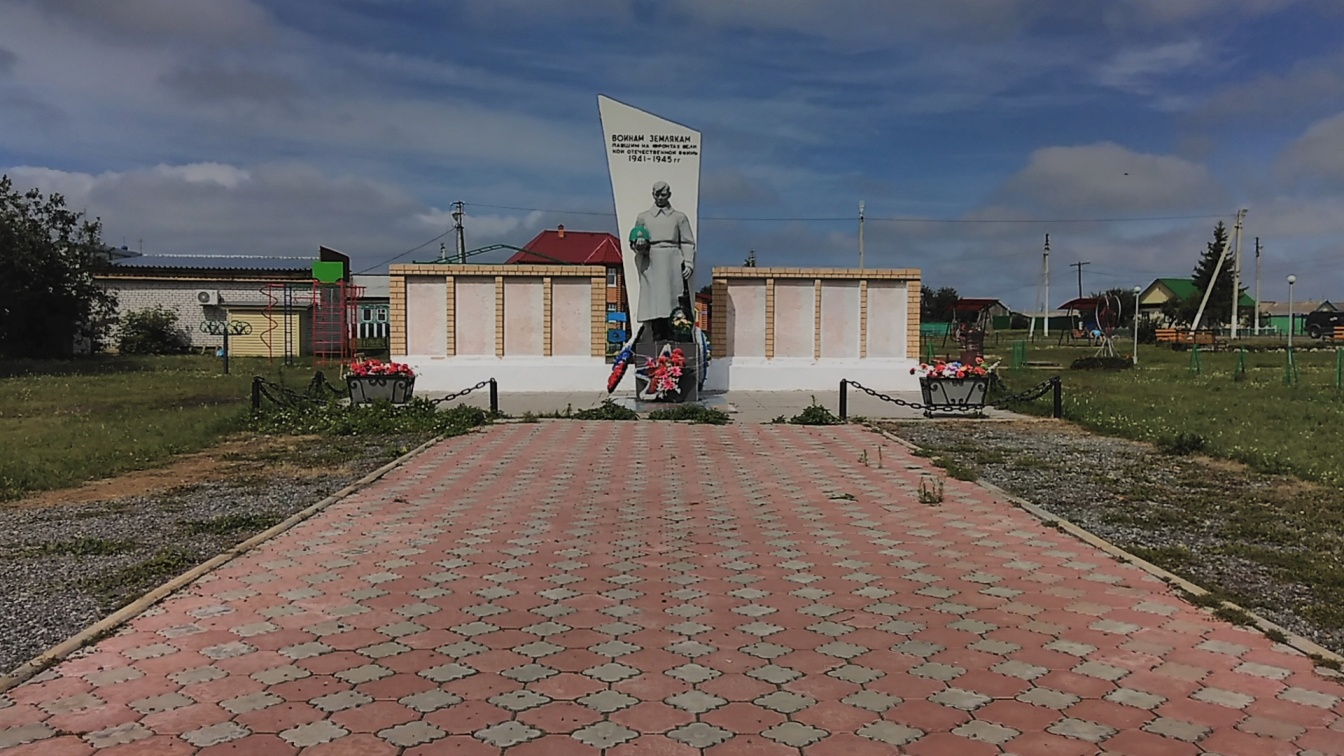 ВОИНАМ ЗЕМЛЯКАМ
ПАВШИМ НА ФРОНТАХ ВЕЛИ
КОЙ ОТЕЧЕСТВЕННОЙ ВОЙНЫ
1941-1945 гг